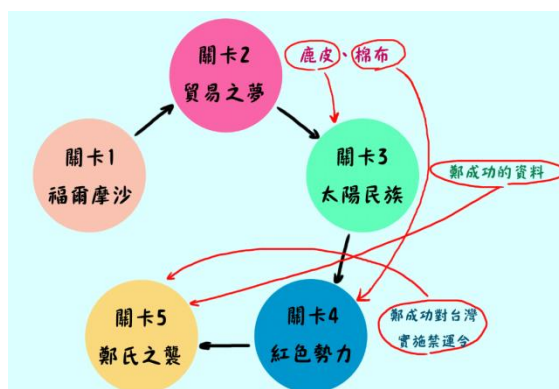 關卡1
福爾摩沙
關卡2
貿易之夢
鹿皮、棉布
關卡3
太陽民族
鄭成功的資料
關卡4
紅色勢力
鄭成功對台灣
實施禁運令
關卡5
鄭氏之襲